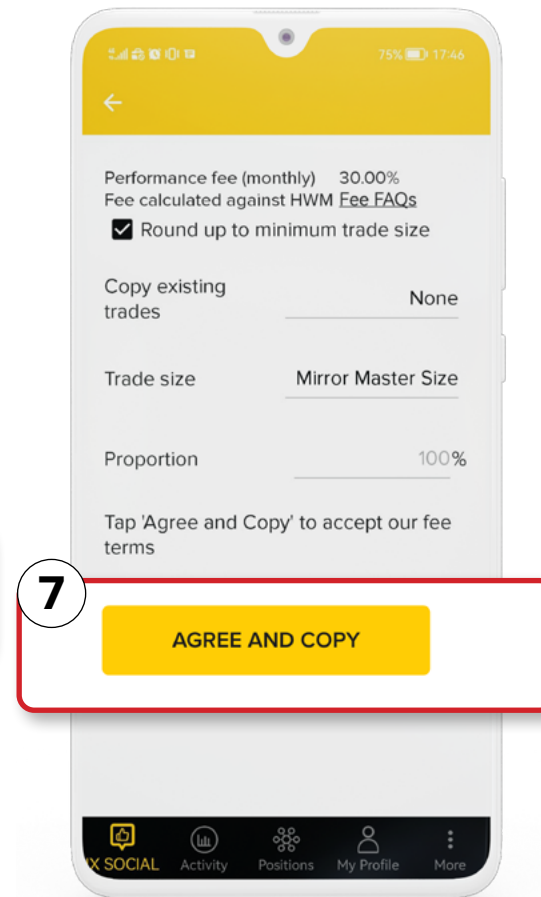 75% 17:46
Performance fee (monthly) 30.00%
Fee calculated against HWM Fee FAQs
Round up to minimum trade size
Copy existing
trades
None
Trade size
Mirror Master Size
Proportion
100%
Tap 'Agree and Copy' to accept our fee
terms
7
AGREE AND COPY
X SOCIAL
Activity
Positions
My Profile
More